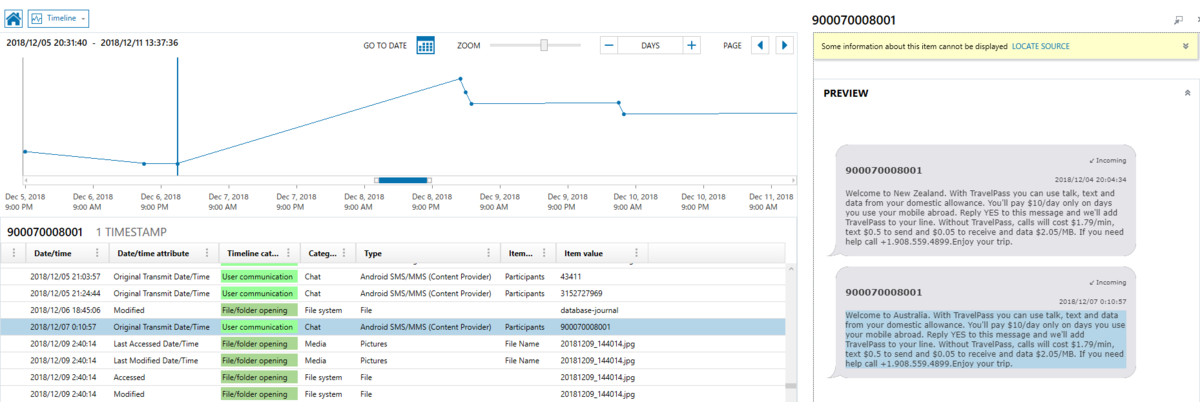 Timeline
2018/12/05 20:31:40 - 2018/12/11 13:37:36
GO TO DATE
ZOOM
DAYS
PAGE
Dec 5, 2018 Dec 6, 2018 Dec 6, 2018 Dec 7, 2018 Dec 7, 2018 Dec 8, 2018 Dec 8, 2018 Dec 9, 2018 Dec 9, 2018 Dec 10, 2018 Dec 10, 2018 Dec 11, 2018
9:00 PM 9:00 AM 9:00 PM 9:00 AM 9:00 PM 9:00 AM 9:00 PM 9:00 AM 9:00 PM 9:00 AM 9:00 PM 9:00 AM
900070008001 1 TIMESTAMP
Date/time Date/time attribute Timeline cat... Categ... Type Item... Item value
2018/12/05 21:03:57 Original Transmit Date/Time User communication Chat Android SMS/MMS (Content Provider) Participants 43411
2018/12/05 21:24:44 Original Transmit Date/Time User communication Chat Android SMS/MMS (Content Provider) Participants 3152727969
2018/12/06 18:45:06 Modified File/folder opening File system File database-journal
2018/12/07 0:10:57 Original Transmit Date/Time User communication Chat Android SMS/MMS (Content Provider) Participants 900070008001
2018/12/09 2:40:14 Last Accessed Date/Time File/folder opening Media Pictures File Name 20181209_144014.jpg
2018/12/09 2:40:14 Last Modified Date/Time File/folder opening Media Pictures File Name 20181209_144014.jpg
2018/12/09 2:40:14 Accessed File/folder opening File system File 20181209_144014.jpg
2018/12/09 2:40:14 Modified File/folder opening File system File 20181209_144014.jpg
900070008001
Some information about this item cannot be displayed LOCATE SOURCE
PREVIEW
Incoming
900070008001
2018/12/04 20:04:34
Welcome to New Zealand. With TravelPass you can use talk, text and
data from your domestic allowance. You'll pay $10/day only on days
you use your mobile abroad. Reply YES to this message and we'll add
TravelPass to your line. Without TravelPass, calls will cost $1.79/min,
text $0.5 to send and $0.05 to receive and data $2.05/MB. If you need
help call +1.908.559.4899.Enjoy your trip.
Incoming
900070008001
2018/12/07 0:10:57
Welcome to Australia. With TravelPass you can use talk, text and data
from your domestic allowance. You'll pay $10/day only on days you use
your mobile abroad. Reply YES to this message and we'll add
TravelPass to your line. Without TravelPass, calls will cost $1.79/min,
text $0.5 to send and $0.05 to receive and data $2.05/MB. If you need
help call +1.908.559.4899.Enjoy your trip.